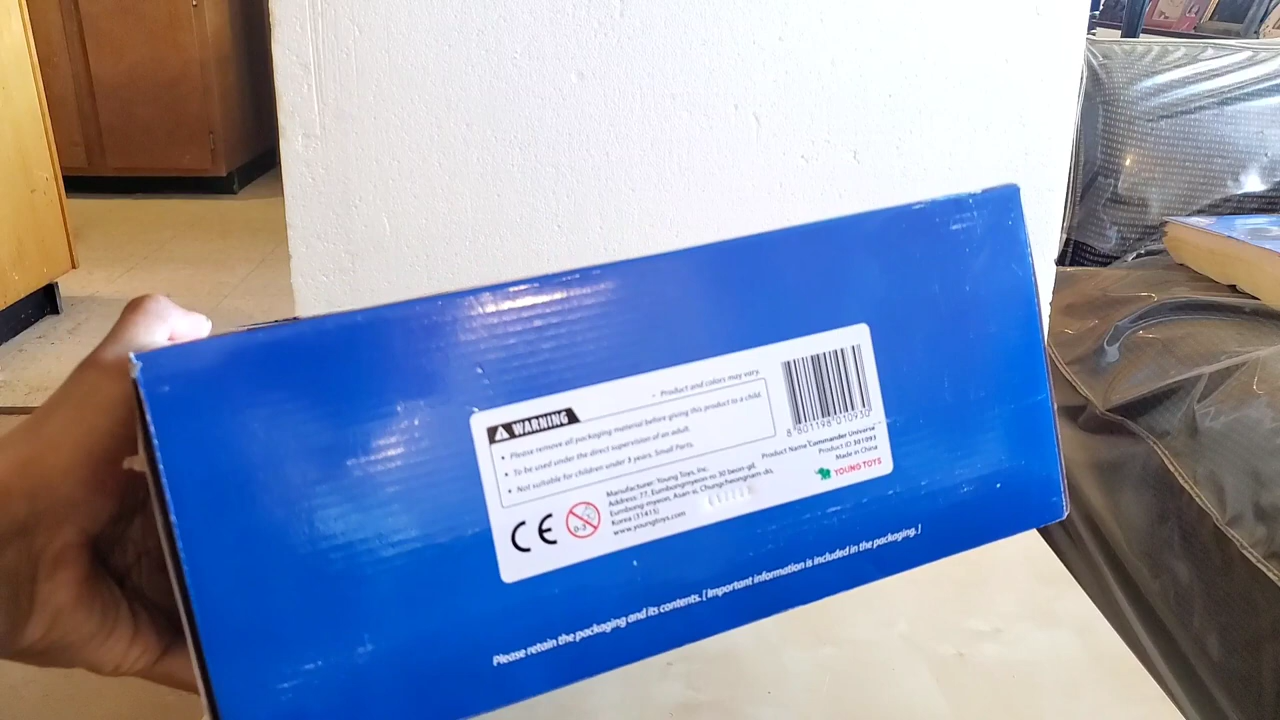 - Product and colors may vary.
WARNING
• Please remove all packaging material before giving this product to a child.
• To be used under the direct supervision of an adult.
• Not suitable for children under 3 years. Small Parts.
8 801198 010930
Product Name Commander Universe
Product ID 301093
Made in China
YOUNG TOYS
CE
0-3
Manufacturer: Young Toys, Inc.
Address: 77, Eumbongmyeon-ro 30 beon-gil,
Eumbong-myeon, Asan-si, Chungcheongnam-do,
Korea (31415)
www.youngtoys.com
Please retain the packaging and its contents. [ Important information is included in the packaging. ]